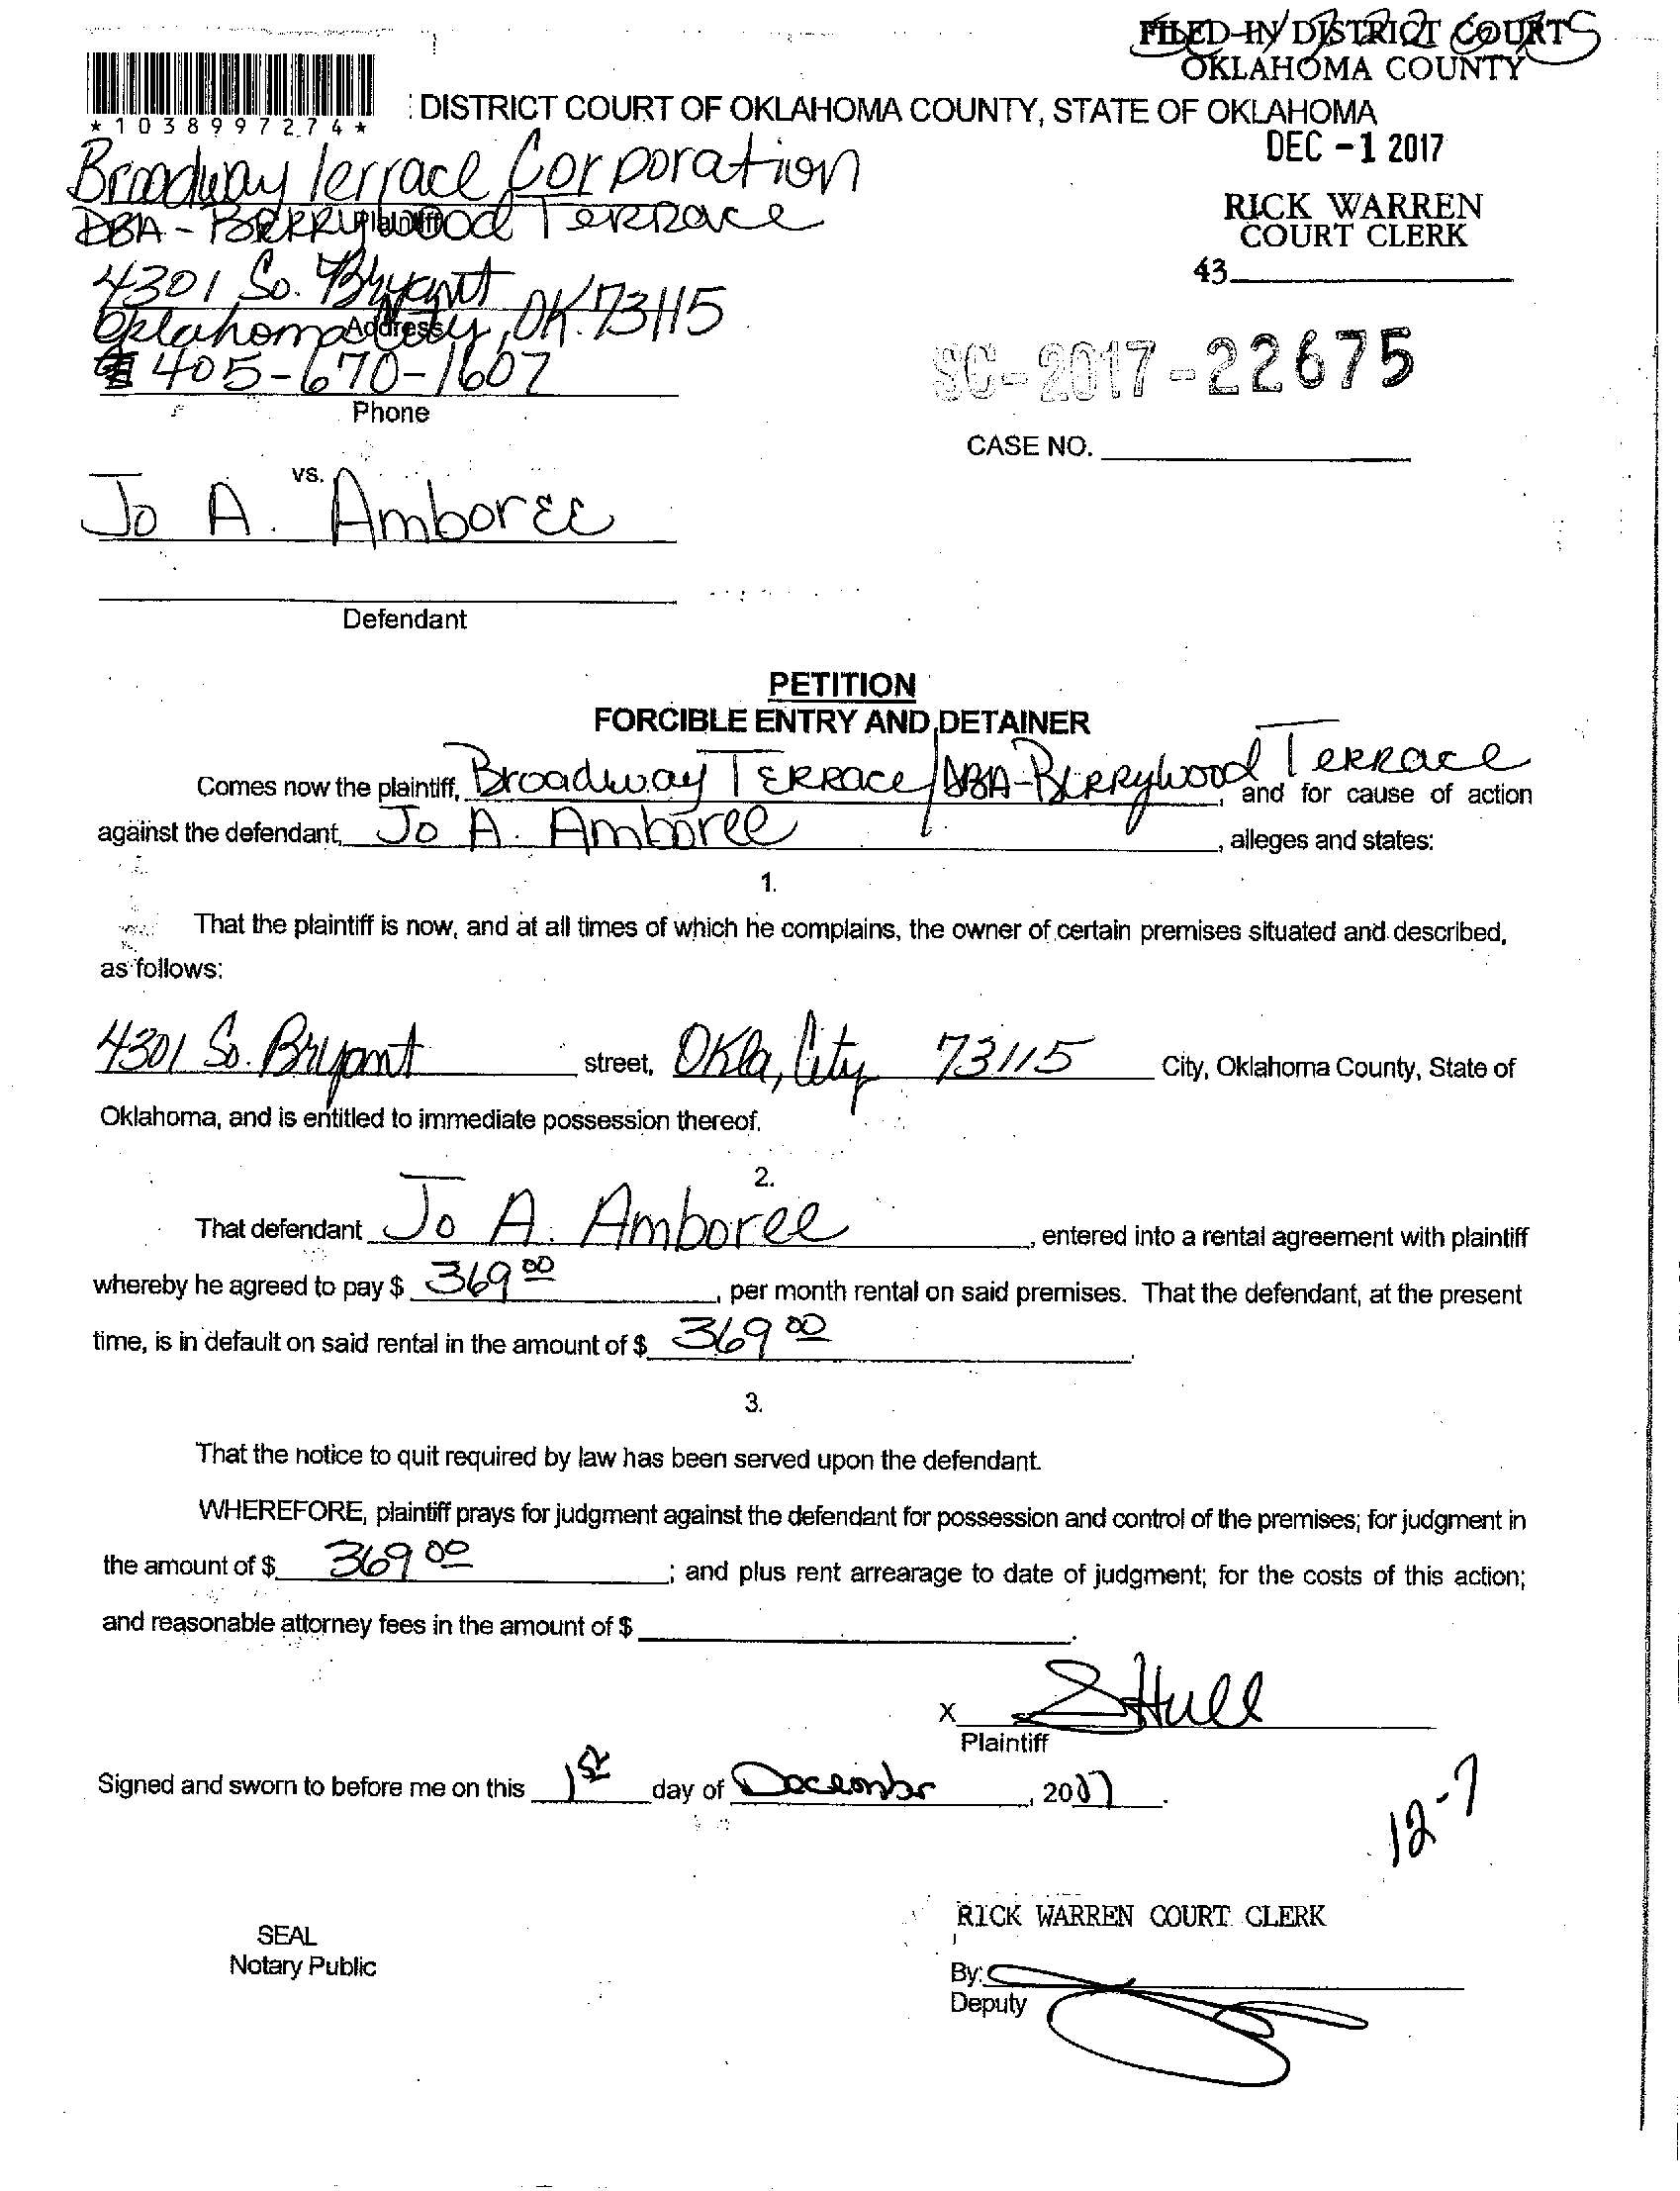 FILED IN DISTRICT COURT
OKLAHOMA COUNTY
*1038997274*
DISTRICT COURT OF OKLAHOMA COUNTY, STATE OF OKLAHOMA
DEC -1 2017
Broadway Terrace Corporation
Plaintiff
DBA - BERRYWOOD Terrace
RICK WARREN
COURT CLERK
43
4301 So. Bryant
Address
Oklahoma City, OK. 73115
405-670-1607
Phone
SC-2017-22675
CASE NO.
vs.
Jo A. Amboree
Defendant
PETITION
FORCIBLE ENTRY AND DETAINER
Comes now the plaintiff, Broadway Terrace/DBA-Berrywood Terrace, and for cause of action
against the defendant, Jo A. Amboree, alleges and states:
1.
That the plaintiff is now, and at all times of which he complains, the owner of certain premises situated and described,
as follows:
4301 So. Bryant street, Okla, City 73115 City, Oklahoma County, State of
Oklahoma, and is entitled to immediate possession thereof.
2.
That defendant Jo A. Amboree, entered into a rental agreement with plaintiff
whereby he agreed to pay $ 369 00, per month rental on said premises. That the defendant, at the present
time, is in default on said rental in the amount of $ 369 00.
3.
That the notice to quit required by law has been served upon the defendant.
WHEREFORE, plaintiff prays for judgment against the defendant for possession and control of the premises; for judgment in
the amount of $ 369 00; and plus rent arrearage to date of judgment; for the costs of this action;
and reasonable attorney fees in the amount of $ .
X SHull
Plaintiff
Signed and sworn to before me on this 1st day of December, 2017.
12-7
RICK WARREN COURT CLERK
SEAL
Notary Public
By:
Deputy